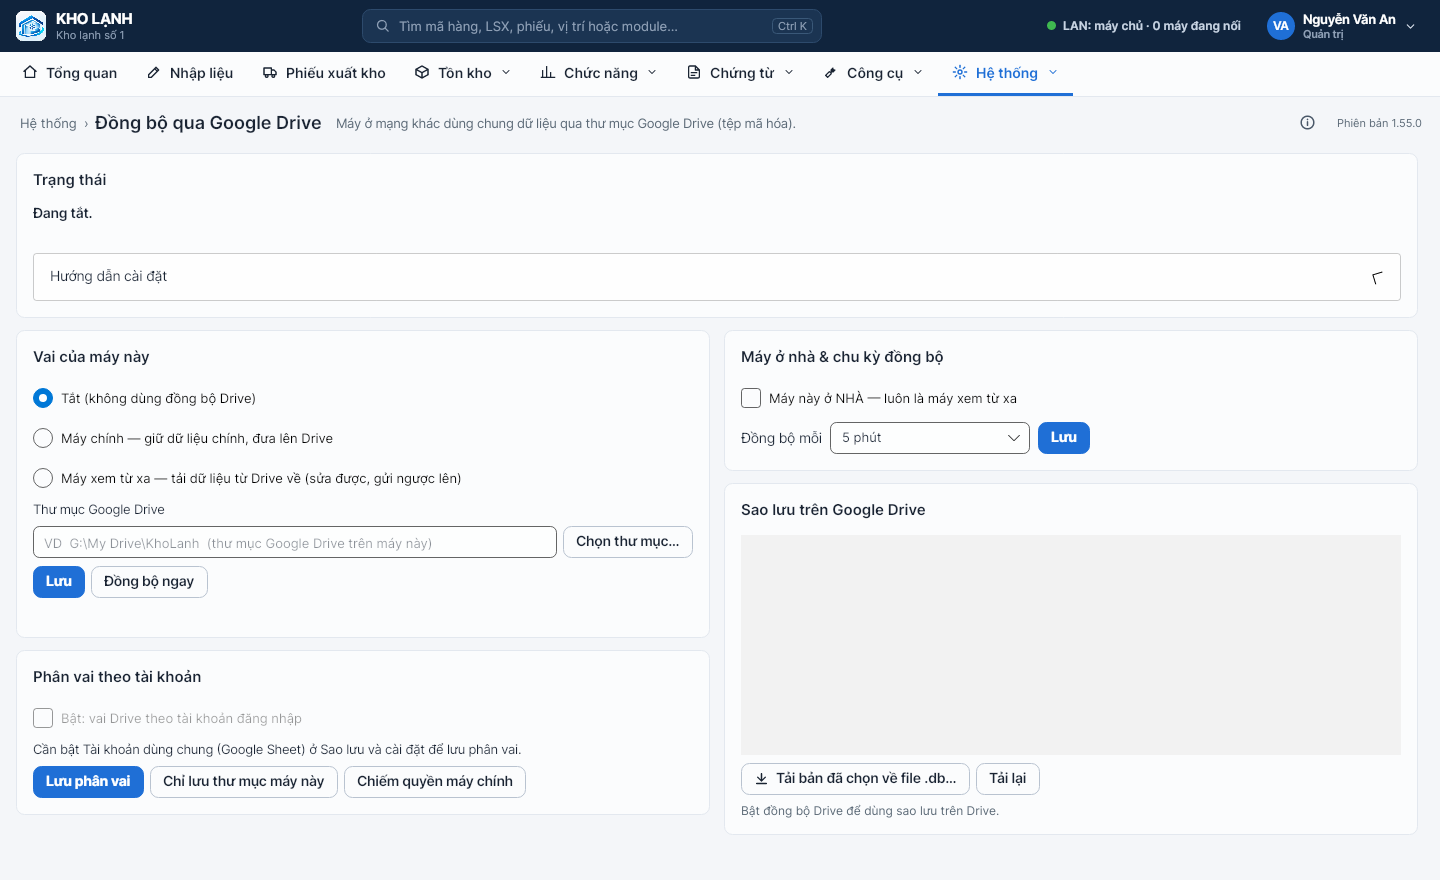 KHO LẠNH
Kho lạnh số 1
Tìm mã hàng, LSX, phiếu, vị trí hoặc module...
Ctrl K
LAN: máy chủ · 0 máy đang nối
VA
Nguyễn Văn An
Quản trị
Tổng quan
Nhập liệu
Phiếu xuất kho
Tồn kho
Chức năng
Chứng từ
Công cụ
Hệ thống
Hệ thống › Đồng bộ qua Google Drive
Máy ở mạng khác dùng chung dữ liệu qua thư mục Google Drive (tệp mã hóa).
Phiên bản 1.55.0
Trạng thái
Đang tắt.
Hướng dẫn cài đặt
Vai của máy này
Tắt (không dùng đồng bộ Drive)
Máy chính — giữ dữ liệu chính, đưa lên Drive
Máy xem từ xa — tải dữ liệu từ Drive về (sửa được, gửi ngược lên)
Thư mục Google Drive
VD  G:\My Drive\KhoLanh  (thư mục Google Drive trên máy này)
Chọn thư mục...
Lưu
Đồng bộ ngay
Phân vai theo tài khoản
Bật: vai Drive theo tài khoản đăng nhập
Cần bật Tài khoản dùng chung (Google Sheet) ở Sao lưu và cài đặt để lưu phân vai.
Lưu phân vai
Chỉ lưu thư mục máy này
Chiếm quyền máy chính
Máy ở nhà & chu kỳ đồng bộ
Máy này ở NHÀ — luôn là máy xem từ xa
Đồng bộ mỗi
5 phút
Lưu
Sao lưu trên Google Drive
Tải bản đã chọn về file .db...
Tải lại
Bật đồng bộ Drive để dùng sao lưu trên Drive.